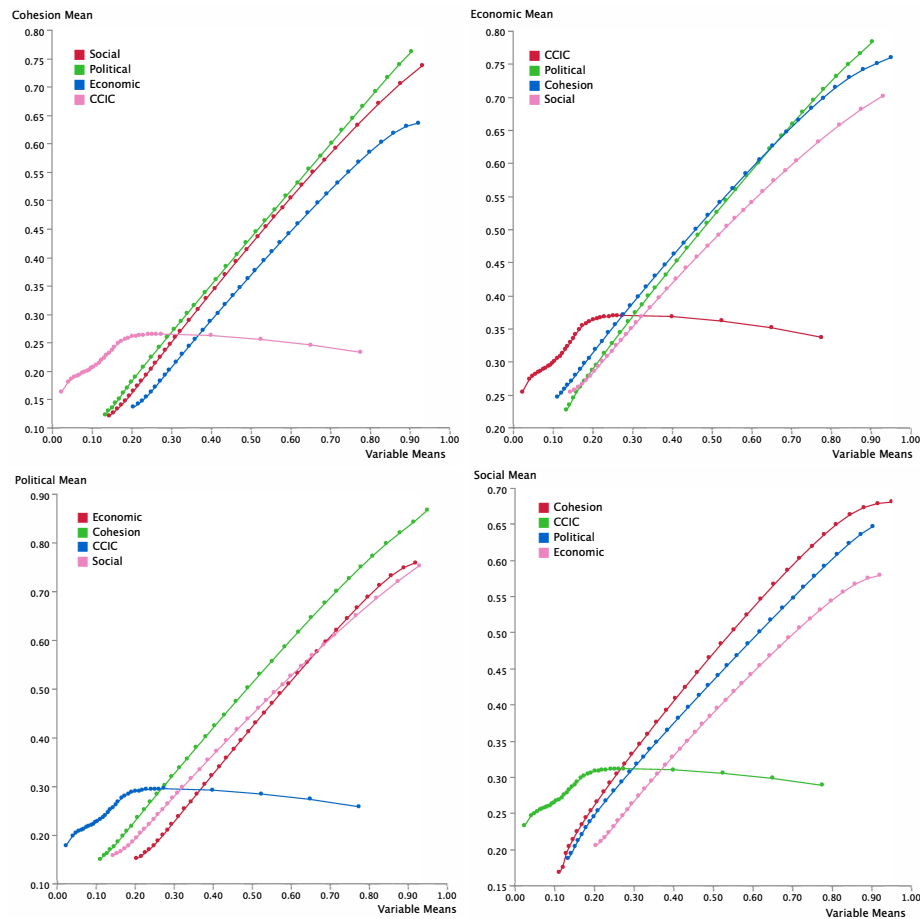 Cohesion Mean
0.80
0.75
0.70
0.65
0.60
0.55
0.50
0.45
0.40
0.35
0.30
0.25
0.20
0.15
0.10
Social
Political
Economic
CCIC
0.00 0.10 0.20 0.30 0.40 0.50 0.60 0.70 0.80 0.90 1.00
Variable Means
Economic Mean
0.80
0.75
0.70
0.65
0.60
0.55
0.50
0.45
0.40
0.35
0.30
0.25
0.20
CCIC
Political
Cohesion
Social
0.00 0.10 0.20 0.30 0.40 0.50 0.60 0.70 0.80 0.90 1.00
Variable Means
Political Mean
0.90
0.80
0.70
0.60
0.50
0.40
0.30
0.20
0.10
Economic
Cohesion
CCIC
Social
0.00 0.10 0.20 0.30 0.40 0.50 0.60 0.70 0.80 0.90 1.00
Variable Means
Social Mean
0.70
0.65
0.60
0.55
0.50
0.45
0.40
0.35
0.30
0.25
0.20
0.15
Cohesion
CCIC
Political
Economic
0.00 0.10 0.20 0.30 0.40 0.50 0.60 0.70 0.80 0.90 1.00
Variable Means